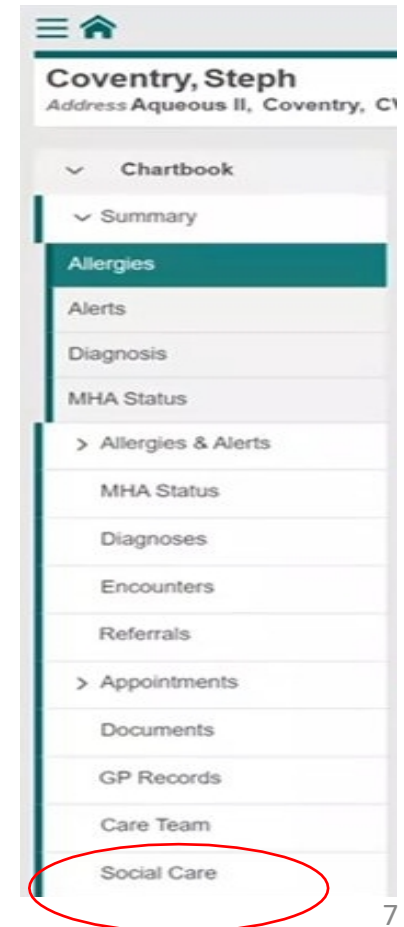 Coventry, Steph
Address Aqueous II, Coventry, CV
Chartbook
Summary
Allergies
Alerts
Diagnosis
MHA Status
Allergies & Alerts
MHA Status
Diagnoses
Encounters
Referrals
Appointments
Documents
GP Records
Care Team
Social Care
7